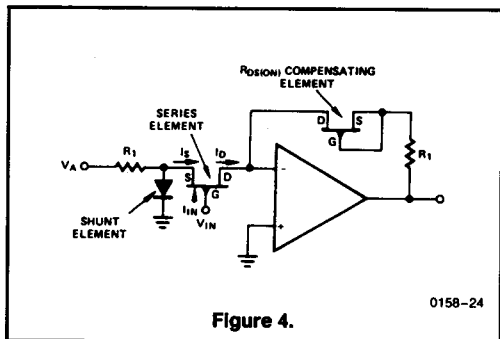 RDS(ON) COMPENSATING
ELEMENT
SERIES
ELEMENT
D
S
G
R1
R1
VA
IS
ID
S
D
IIN
G
VIN
SHUNT
ELEMENT
-
+
0158-24
Figure 4.